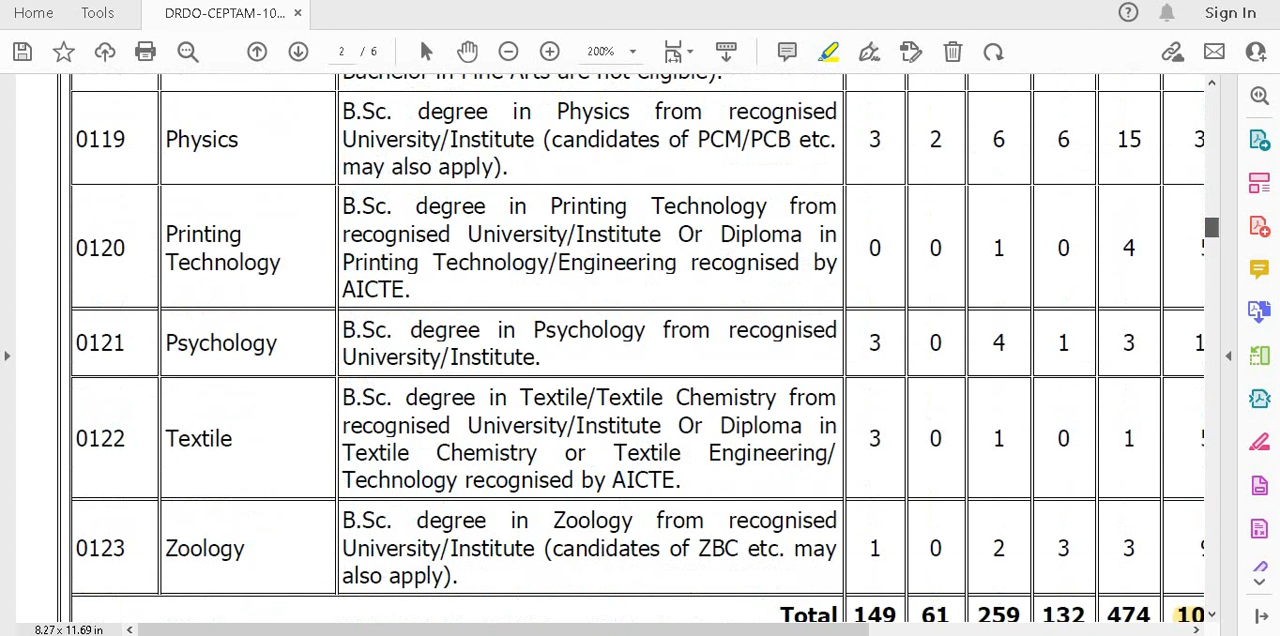 Home Tools DRDO-CEPTAM-10... × Sign In
2 / 6 200%
Bachelor in Fine Arts are not eligible).
0119 Physics B.Sc. degree in Physics from recognised
University/Institute (candidates of PCM/PCB etc.
may also apply). 3 2 6 6 15 3
0120 Printing
Technology B.Sc. degree in Printing Technology from
recognised University/Institute Or Diploma in
Printing Technology/Engineering recognised by
AICTE. 0 0 1 0 4
0121 Psychology B.Sc. degree in Psychology from recognised
University/Institute. 3 0 4 1 3 1
0122 Textile B.Sc. degree in Textile/Textile Chemistry from
recognised University/Institute Or Diploma in
Textile Chemistry or Textile Engineering/
Technology recognised by AICTE. 3 0 1 0 1
0123 Zoology B.Sc. degree in Zoology from recognised
University/Institute (candidates of ZBC etc. may
also apply). 1 0 2 3 3
Total 149 61 259 132 474 10
8.27 x 11.69 in